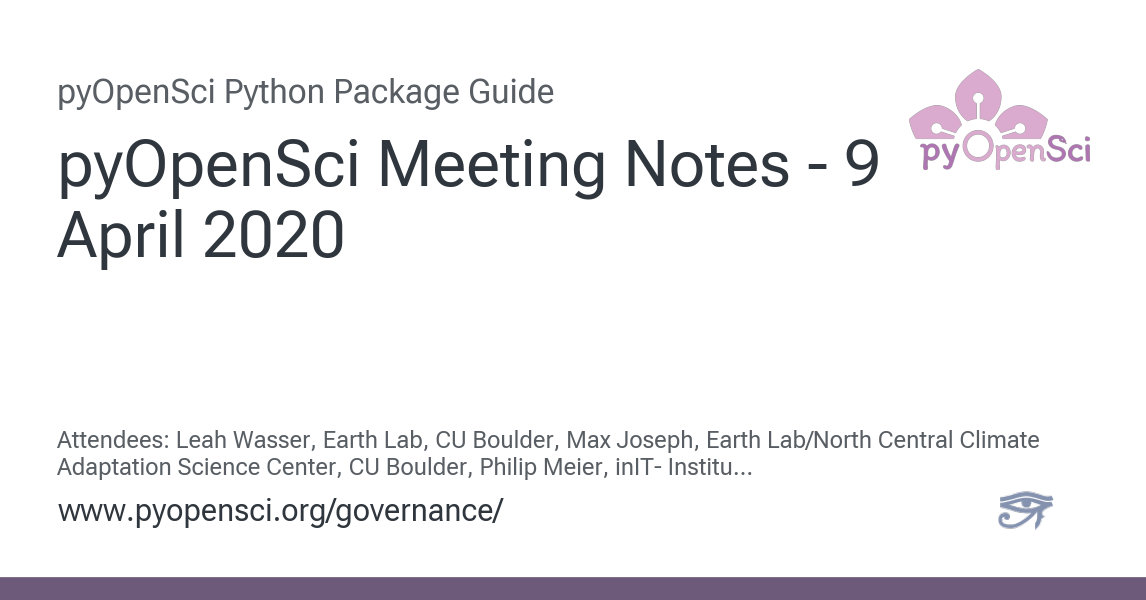 pyOpenSci Python Package Guide
pyOpenSci Meeting Notes - 9
April 2020
pyOpenSci
Attendees: Leah Wasser, Earth Lab, CU Boulder, Max Joseph, Earth Lab/North Central Climate
Adaptation Science Center, CU Boulder, Philip Meier, inIT- Institu...
www.pyopensci.org/governance/